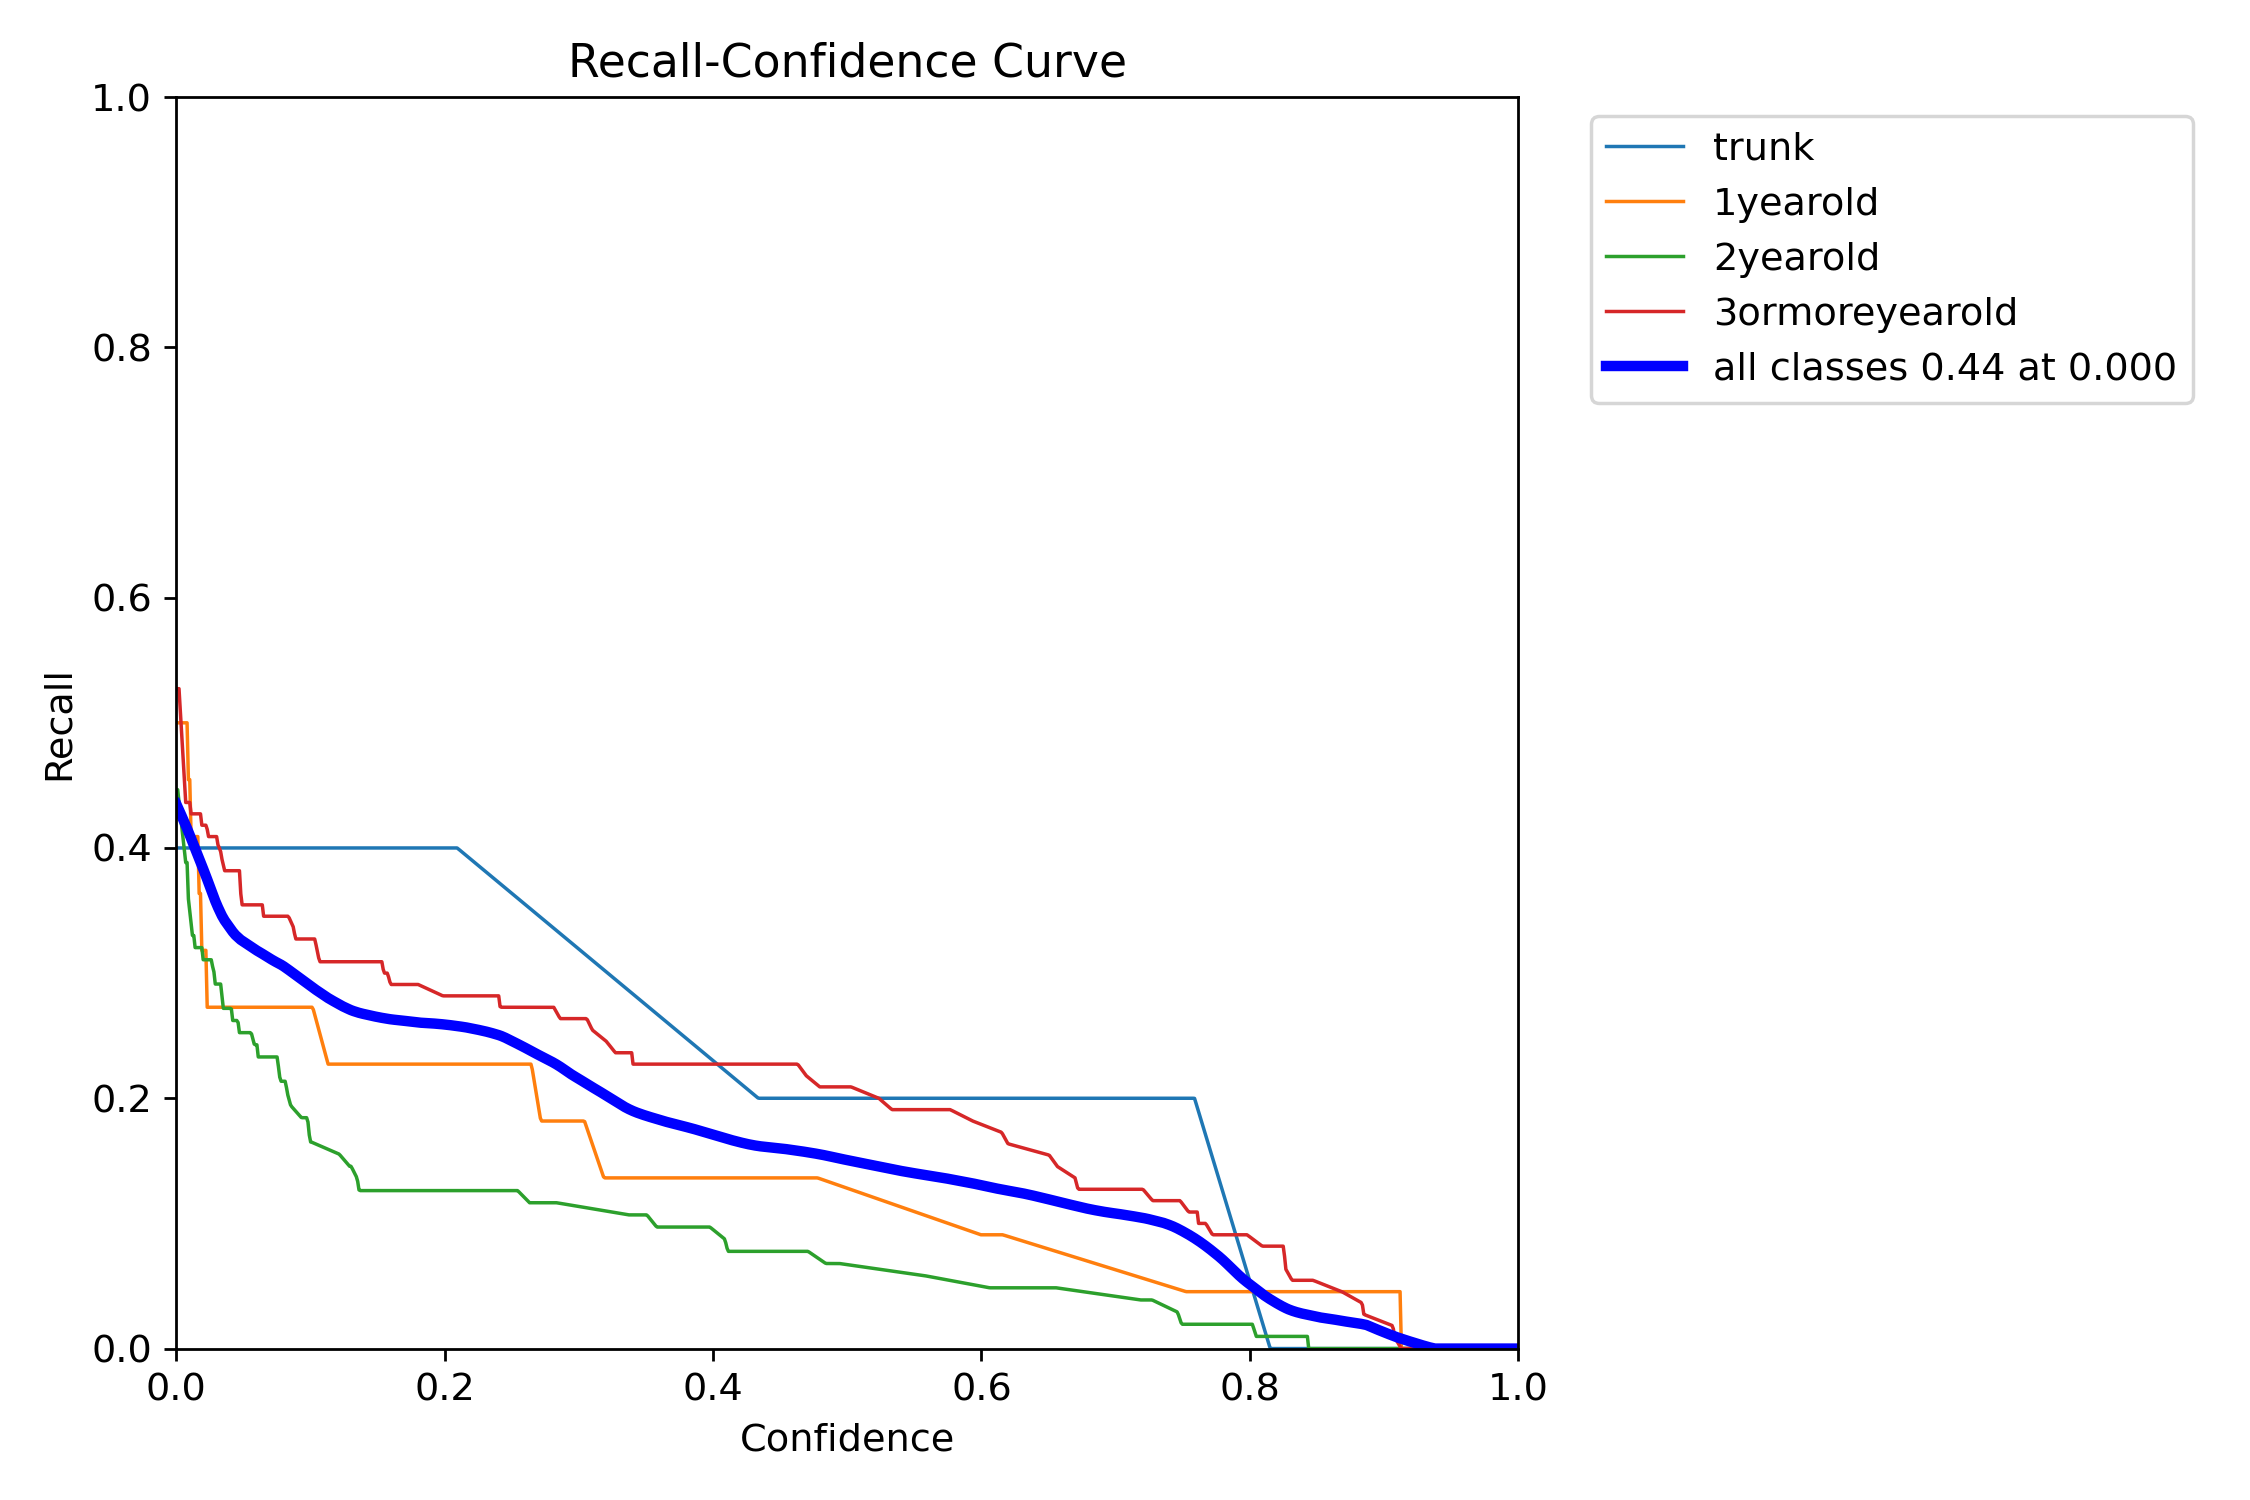 Recall-Confidence Curve
1.0
0.8
0.6
0.4
0.2
0.0
Recall
0.0 0.2 0.4 0.6 0.8 1.0
Confidence
trunk
1yearold
2yearold
3ormoreyearold
all classes 0.44 at 0.000